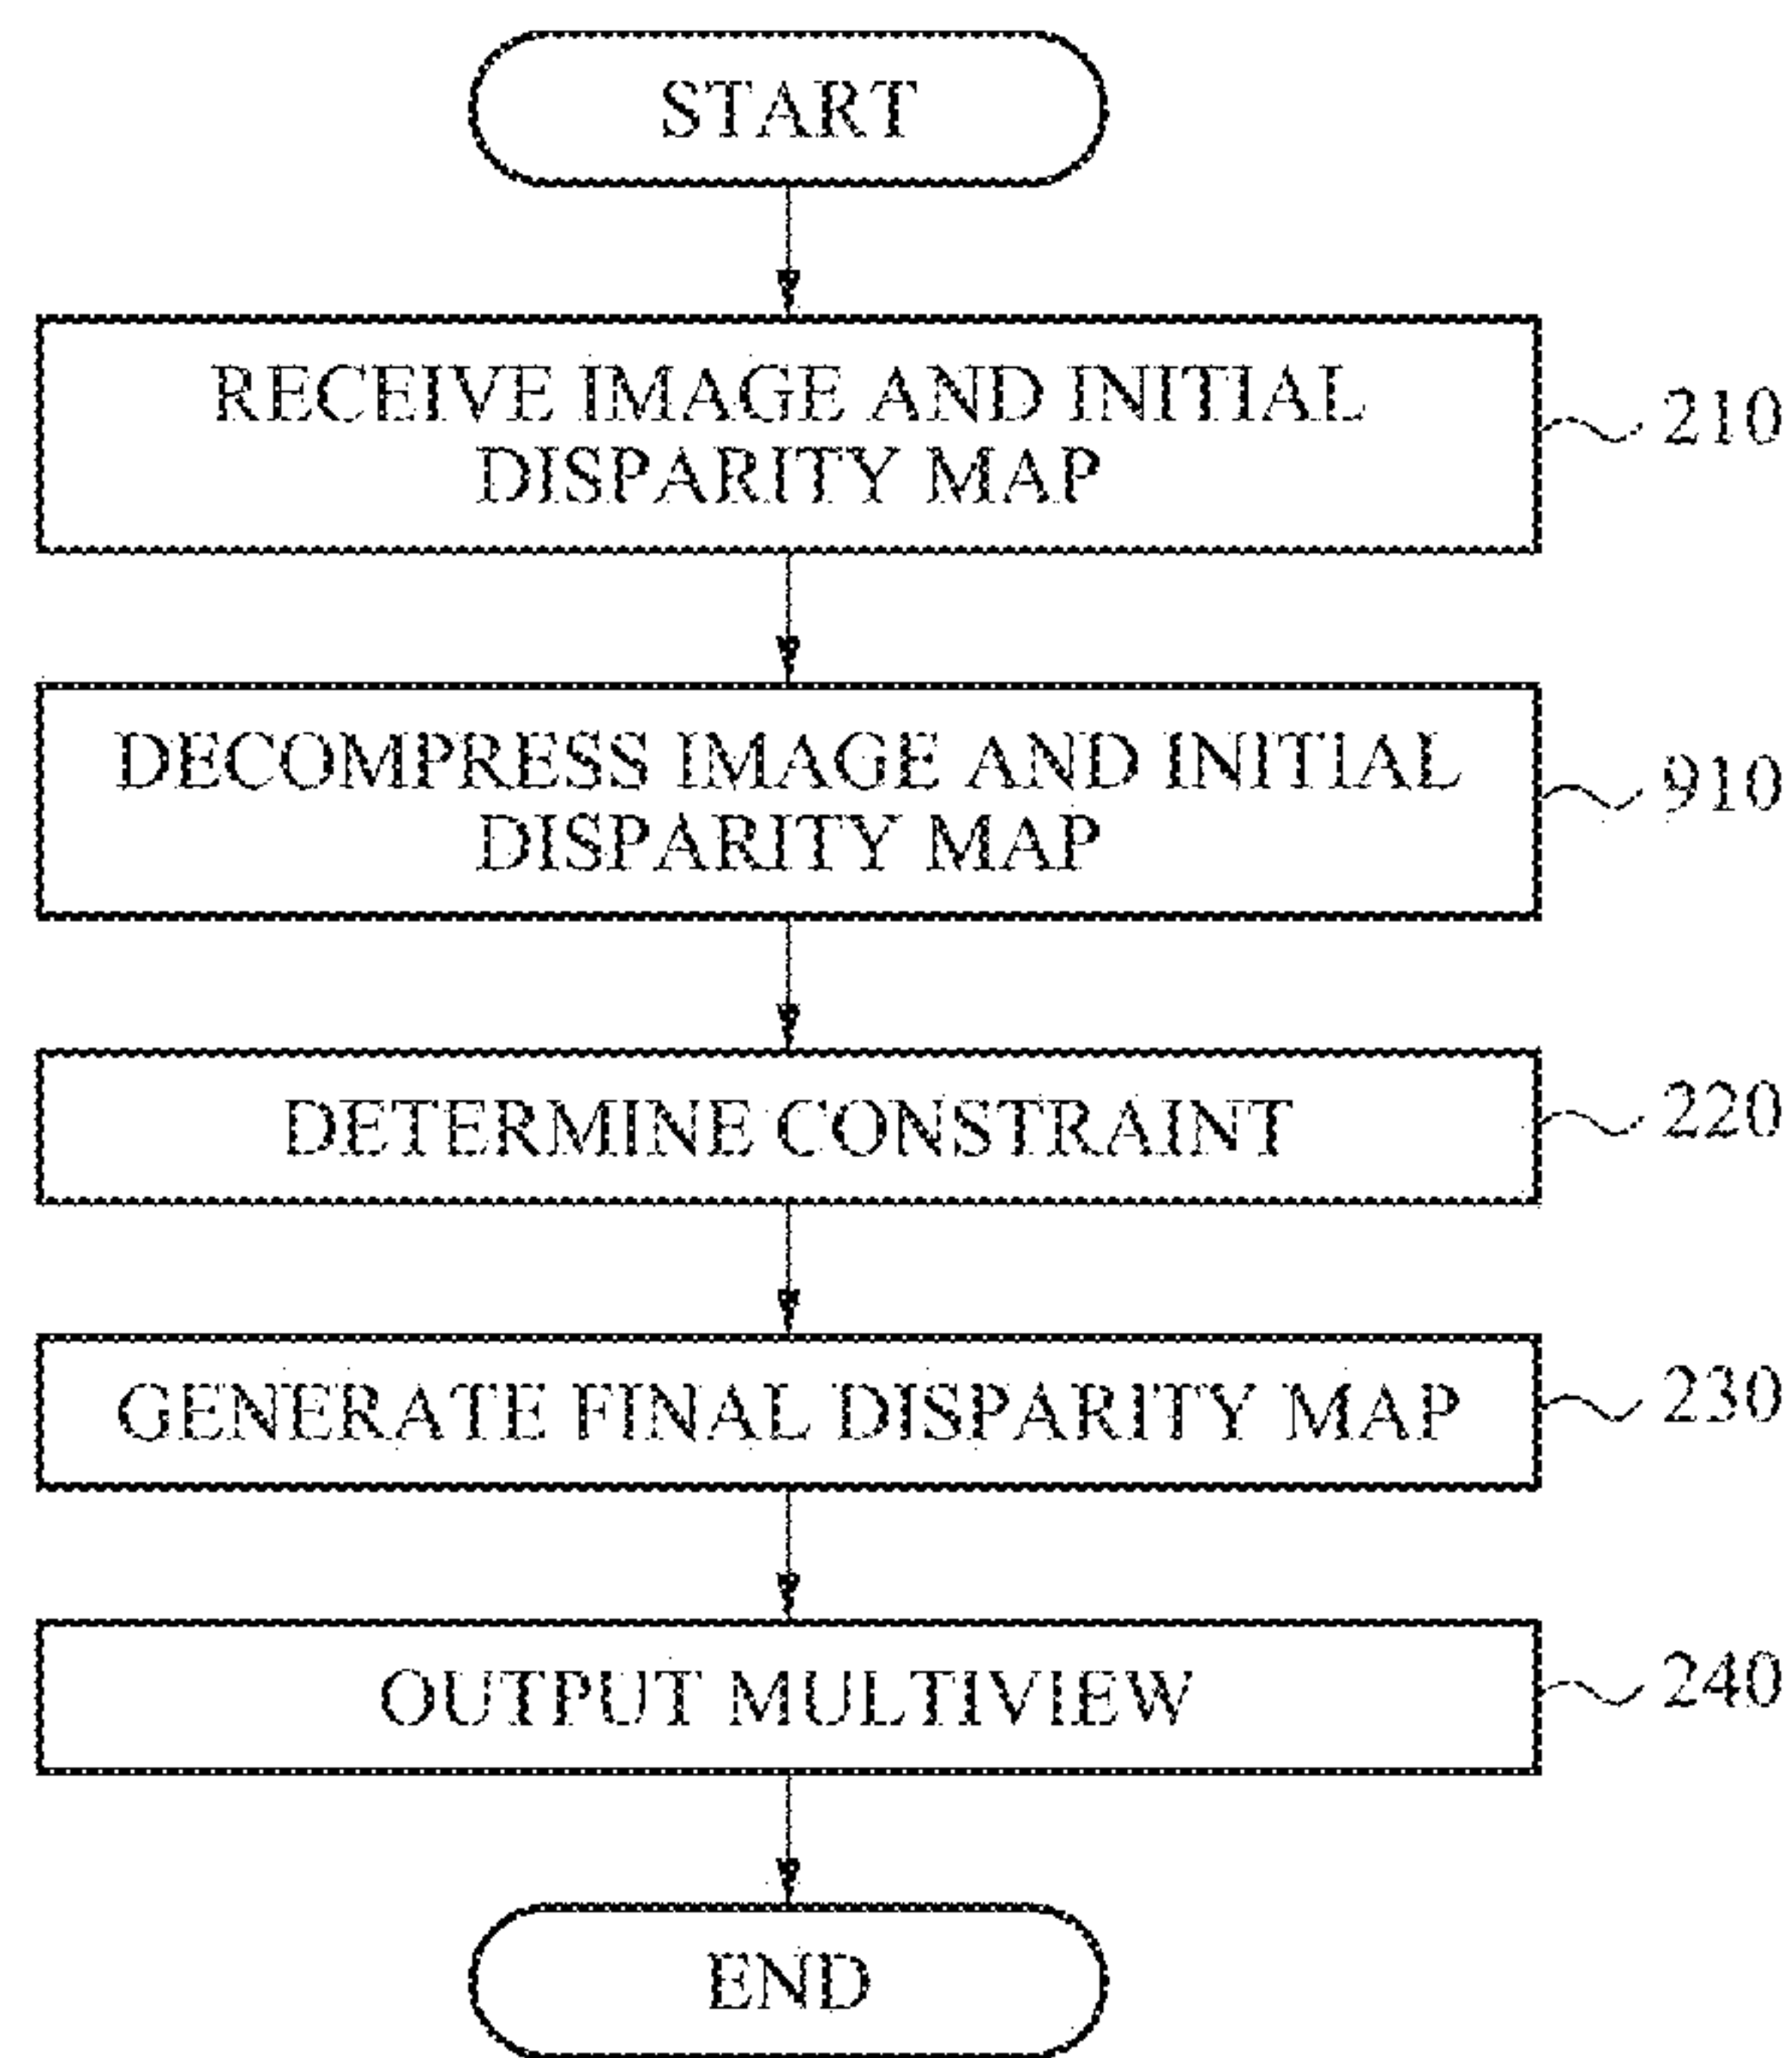 START
RECEIVE IMAGE AND INITIAL
DISPARITY MAP
210
DECOMPRESS IMAGE AND INITIAL
DISPARITY MAP
910
DETERMINE CONSTRAINT
220
GENERATE FINAL DISPARITY MAP
230
OUTPUT MULTIVIEW
240
END